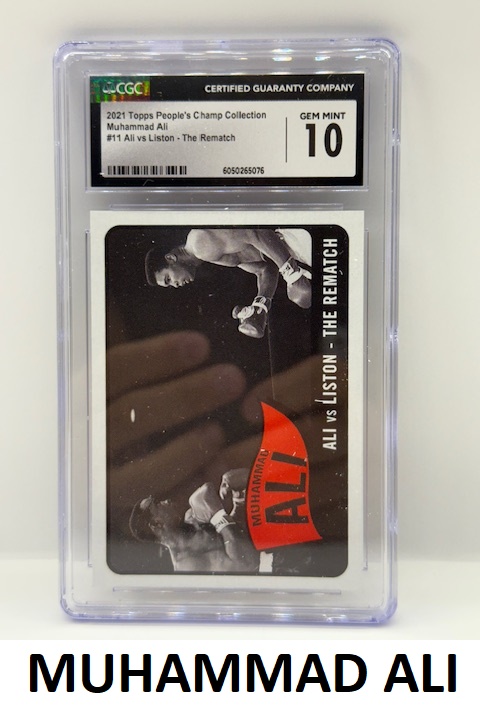 CGC
CERTIFIED GUARANTY COMPANY
2021 Topps People's Champ Collection
Muhammad Ali
#11 Ali vs Liston - The Rematch
GEM MINT
10
6050265076
ALI vs LISTON - THE REMATCH
MUHAMMAD
ALI
MUHAMMAD ALI